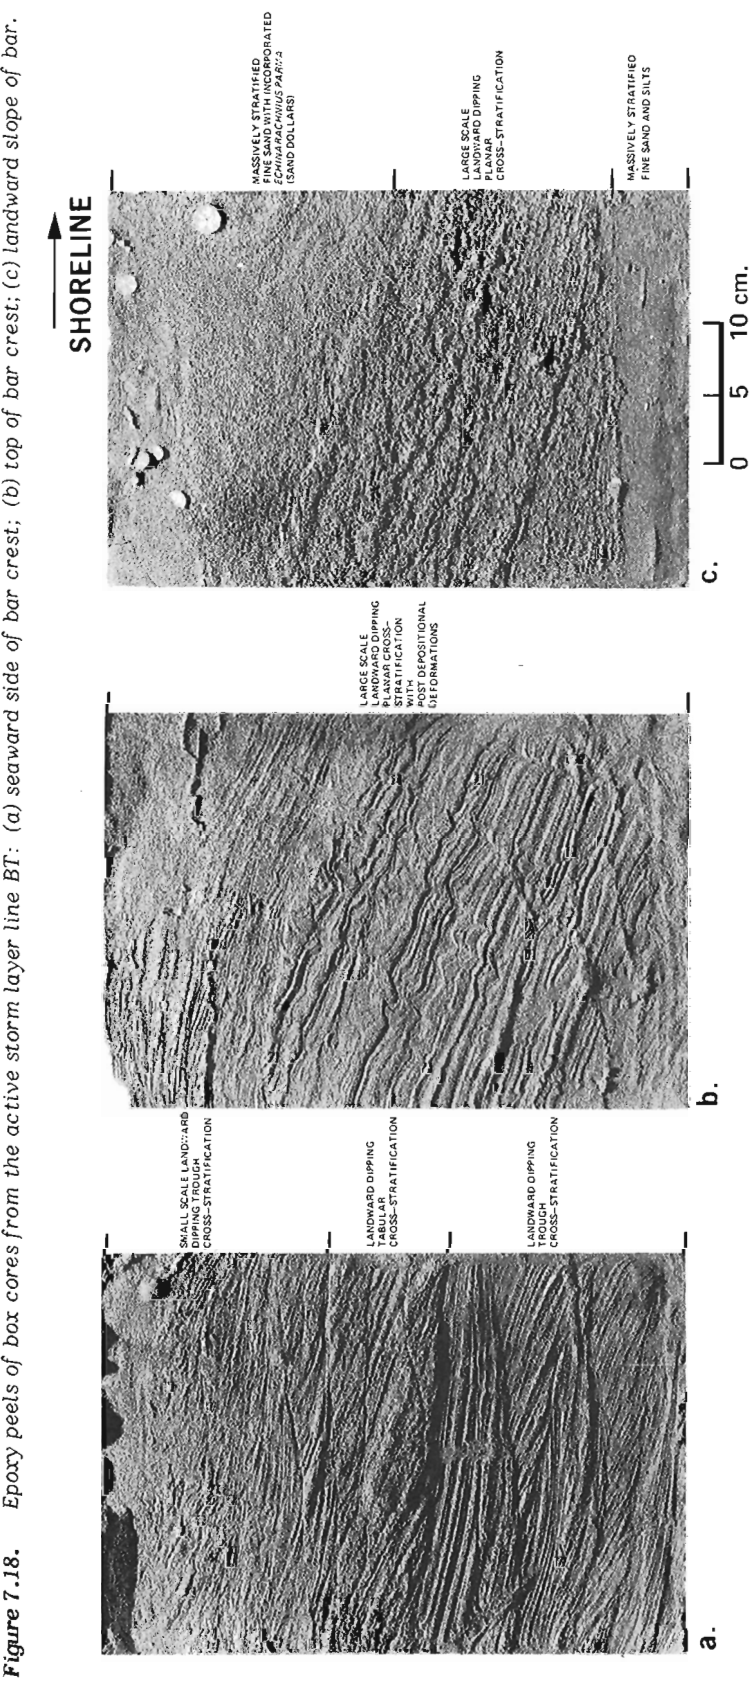 Figure 7.18. Epoxy peels of box cores from the active storm layer line BT: (a) seaward side of bar crest; (b) top of bar crest; (c) landward slope of bar.
SHORELINE
SMALL SCALE LANDWARD
DIPPING TROUGH
CROSS-STRATIFICATION
LANDWARD DIPPING
TABULAR
CROSS-STRATIFICATION
LANDWARD DIPPING
TROUGH
CROSS-STRATIFICATION
a.
LARGE SCALE
LANDWARD DIPPING
PLANAR CROSS-
STRATIFICATION
WITH
POST DEPOSITIONAL
DEFORMATIONS
b.
MASSIVELY STRATIFIED
FINE SAND WITH INCORPORATED
ECHINARACHNIUS PARMA
(SAND DOLLARS)
LARGE SCALE
LANDWARD DIPPING
PLANAR
CROSS-STRATIFICATION
MASSIVELY STRATIFIED
FINE SAND AND SILTS
c.
0 5 10 cm.